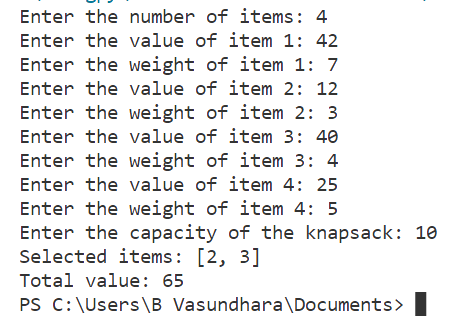 Enter the number of items: 4
Enter the value of item 1: 42
Enter the weight of item 1: 7
Enter the value of item 2: 12
Enter the weight of item 2: 3
Enter the value of item 3: 40
Enter the weight of item 3: 4
Enter the value of item 4: 25
Enter the weight of item 4: 5
Enter the capacity of the knapsack: 10
Selected items: [2, 3]
Total value: 65
PS C:\Users\B Vasundhara\Documents>